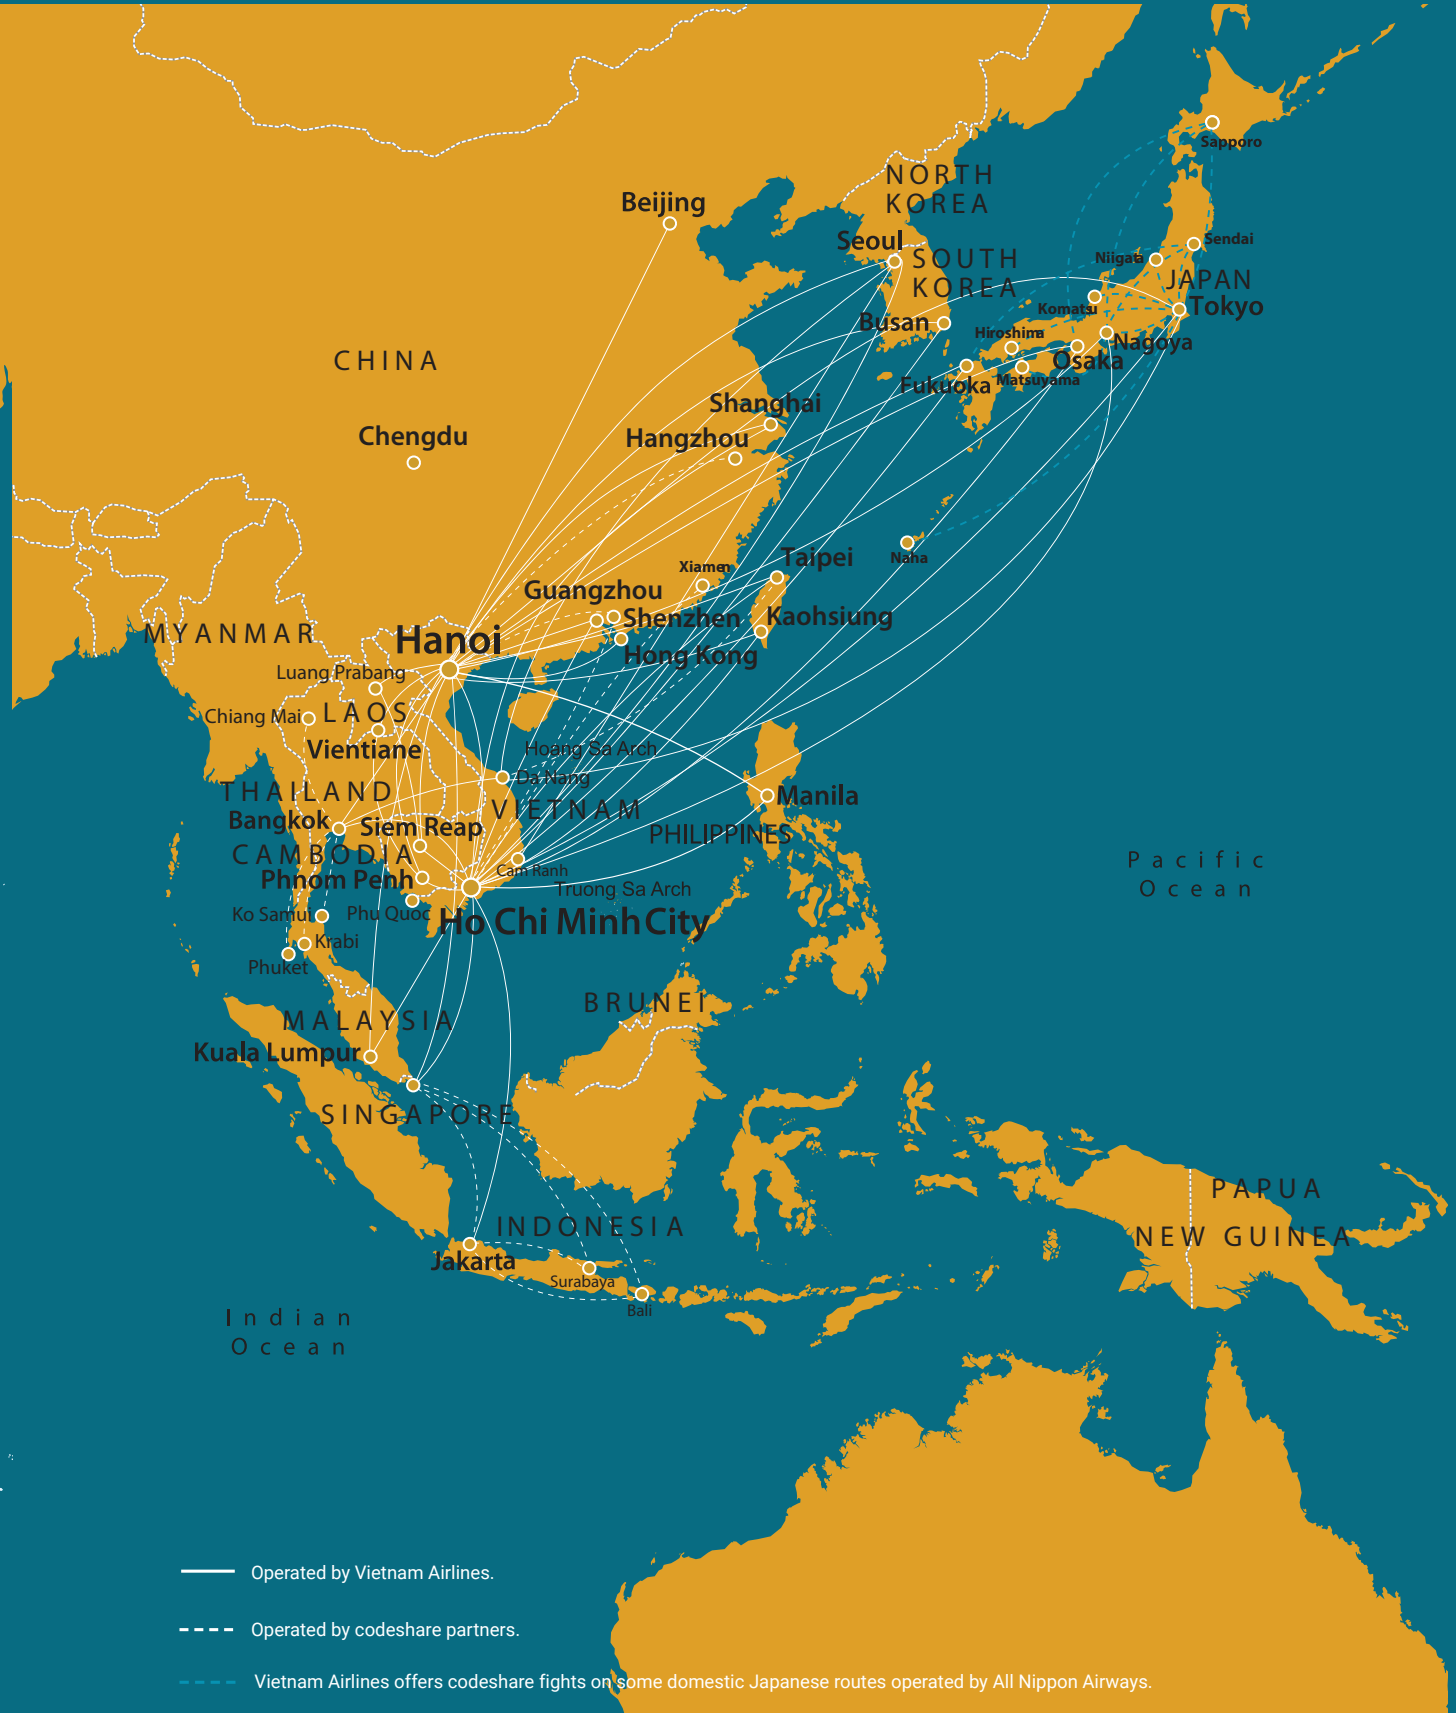 Sapporo
NORTH
KOREA
Beijing
Seoul
Sendai
SOUTH
KOREA
Niigata
JAPAN
Komatsu
Tokyo
Busan
Hiroshima
Nagoya
CHINA
Osaka
Fukuoka
Matsuyama
Shanghai
Chengdu
Hangzhou
Taipei
Naha
Xiamen
Guangzhou
Shenzhen
Kaohsiung
MYANMAR
Hanoi
Hong Kong
Luang Prabang
Chiang Mai
LAOS
Vientiane
Hoang Sa Arch
Da Nang
THAILAND
VIETNAM
Manila
Bangkok
Siem Reap
PHILIPPINES
CAMBODIA
Pacific
Ocean
Phnom Penh
Cam Ranh
Truong Sa Arch
Ko Samui
Phu Quoc
Ho Chi Minh City
Krabi
Phuket
BRUNEI
MALAYSIA
Kuala Lumpur
SINGAPORE
PAPUA
NEW GUINEA
INDONESIA
Jakarta
Surabaya
Bali
Indian
Ocean
Operated by Vietnam Airlines.
Operated by codeshare partners.
Vietnam Airlines offers codeshare fights on some domestic Japanese routes operated by All Nippon Airways.